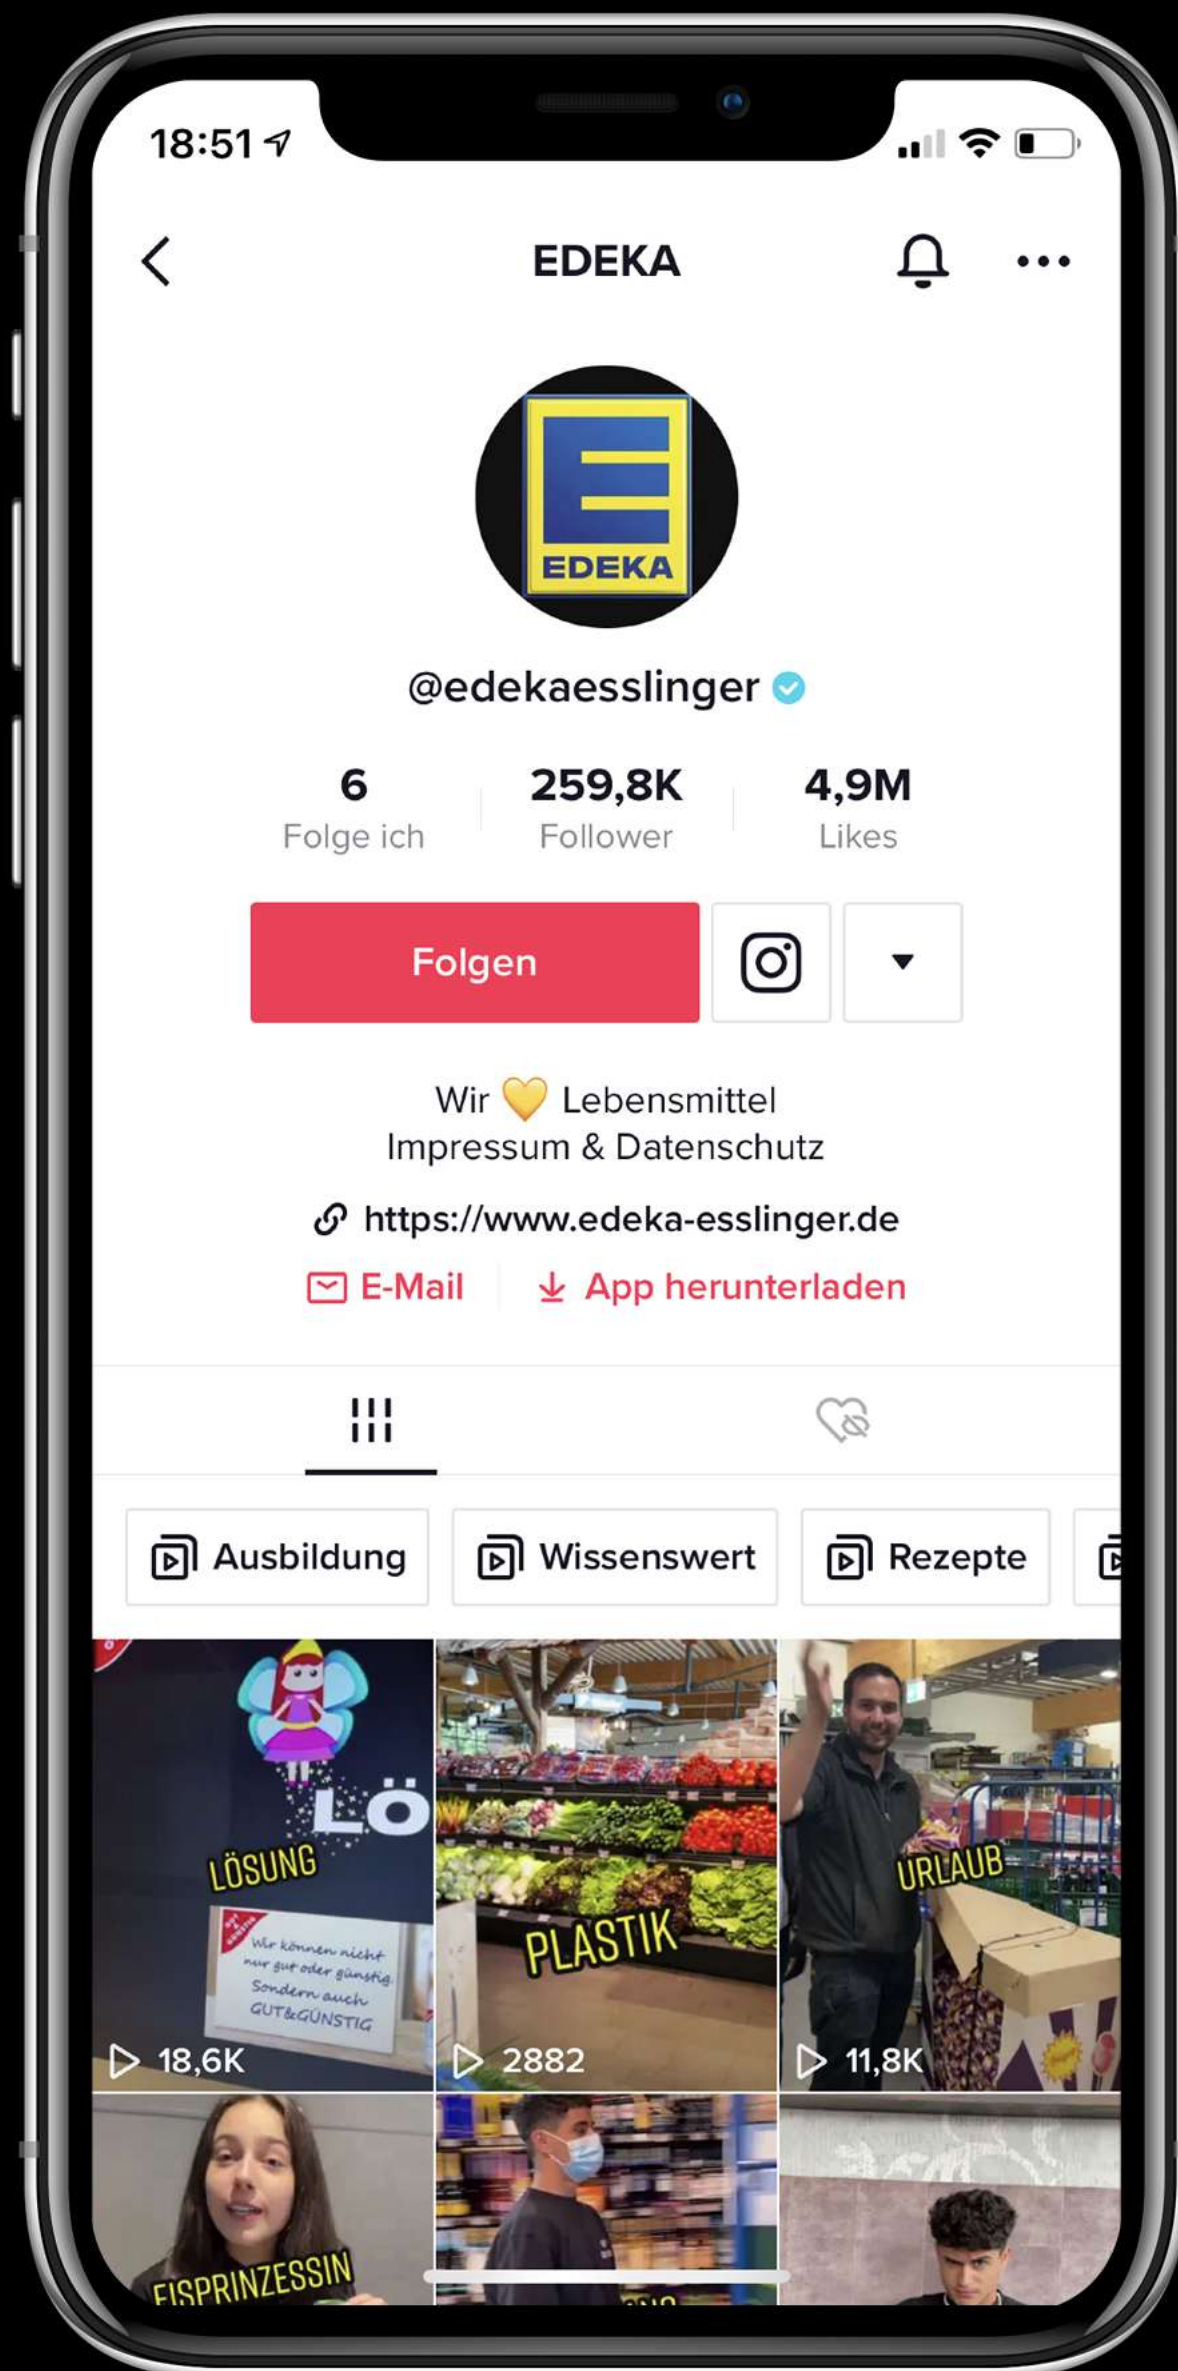 18:51
EDEKA
EDEKA
@edekaesslinger
6
259,8K
4,9M
Folge ich
Follower
Likes
Folgen
Wir 💛 Lebensmittel
Impressum & Datenschutz
https://www.edeka-esslinger.de
E-Mail
App herunterladen
Ausbildung
Wissenswert
Rezepte
LÖ
LÖSUNG
GUT
GÜNSTIG
Wir können nicht
nur gut oder günstig.
Sondern auch
GUT&GÜNSTIG
18,6K
PLASTIK
2882
URLAUB
11,8K
EISPRINZESSIN